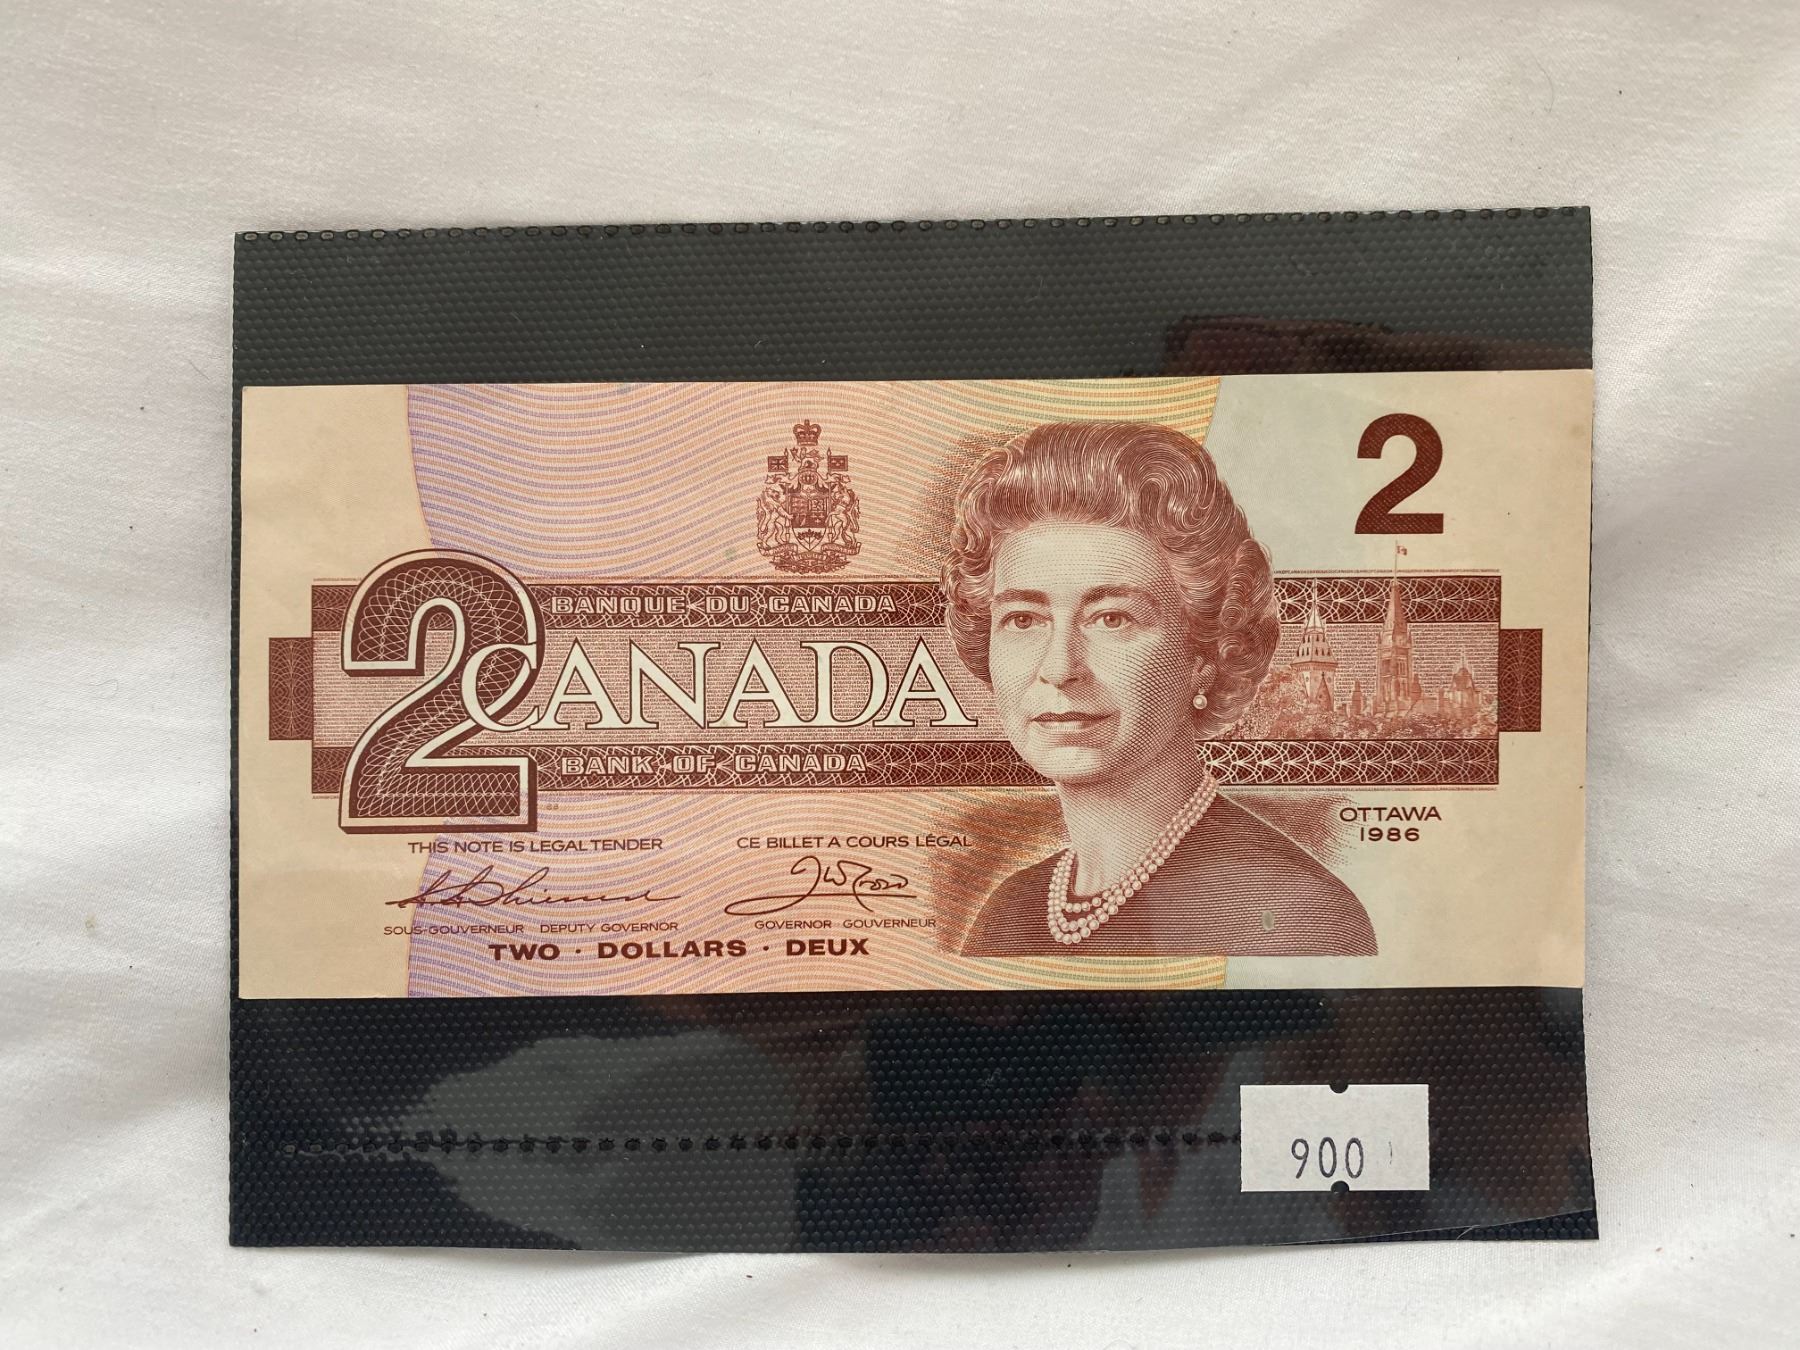 2
BANQUE DU CANADA
2
CANADA
BANK OF CANADA
OTTAWA
1986
THIS NOTE IS LEGAL TENDER
CE BILLET A COURS LÉGAL
SOUS-GOUVERNEUR DEPUTY GOVERNOR
GOVERNOR GOUVERNEUR
TWO · DOLLARS · DEUX
900